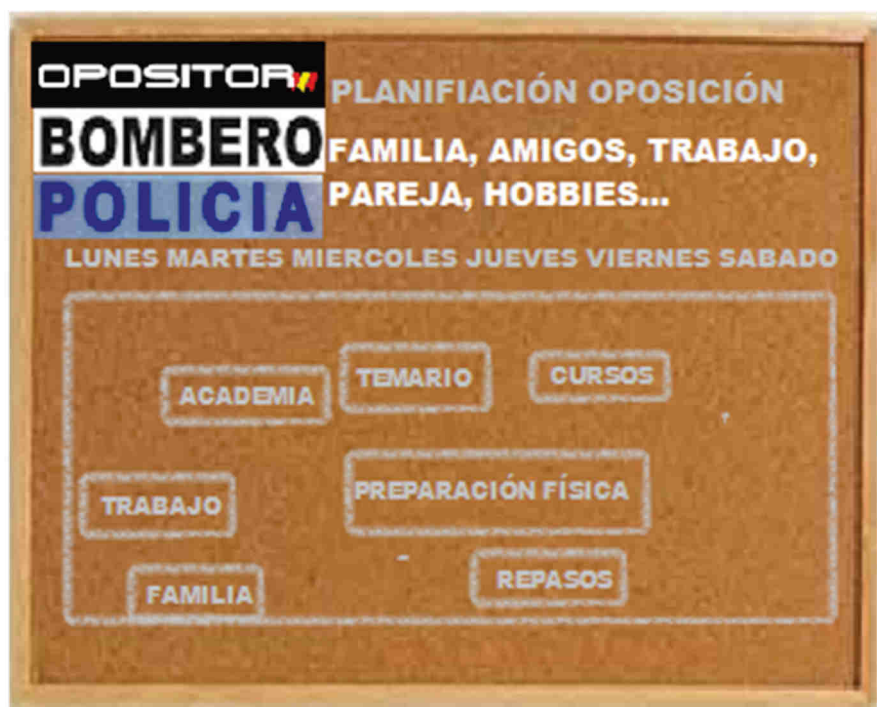 OPOSITOR
PLANIFIACIÓN OPOSICIÓN
BOMBERO
FAMILIA, AMIGOS, TRABAJO,
POLICIA
PAREJA, HOBBIES...
LUNES MARTES MIERCOLES JUEVES VIERNES SABADO
ACADEMIA
TEMARIO
CURSOS
TRABAJO
PREPARACIÓN FÍSICA
FAMILIA
REPASOS